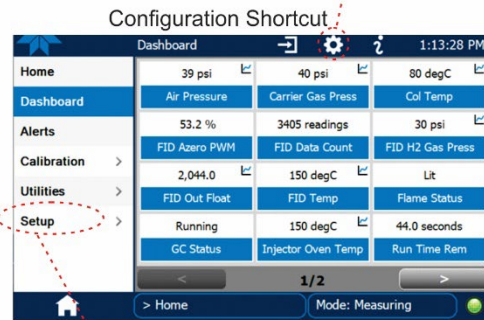 Configuration Shortcut
Dashboard 1:13:28 PM
Home
Dashboard
Alerts
Calibration >
Utilities >
Setup >
39 psi 40 psi 80 degC
Air Pressure Carrier Gas Press Col Temp
53.2 % 3405 readings 30 psi
FID Azero PWM FID Data Count FID H2 Gas Press
2,044.0 150 degC Lit
FID Out Float FID Temp Flame Status
Running 150 degC 44.0 seconds
GC Status Injector Oven Temp Run Time Rem
< 1/2 >
> Home Mode: Measuring